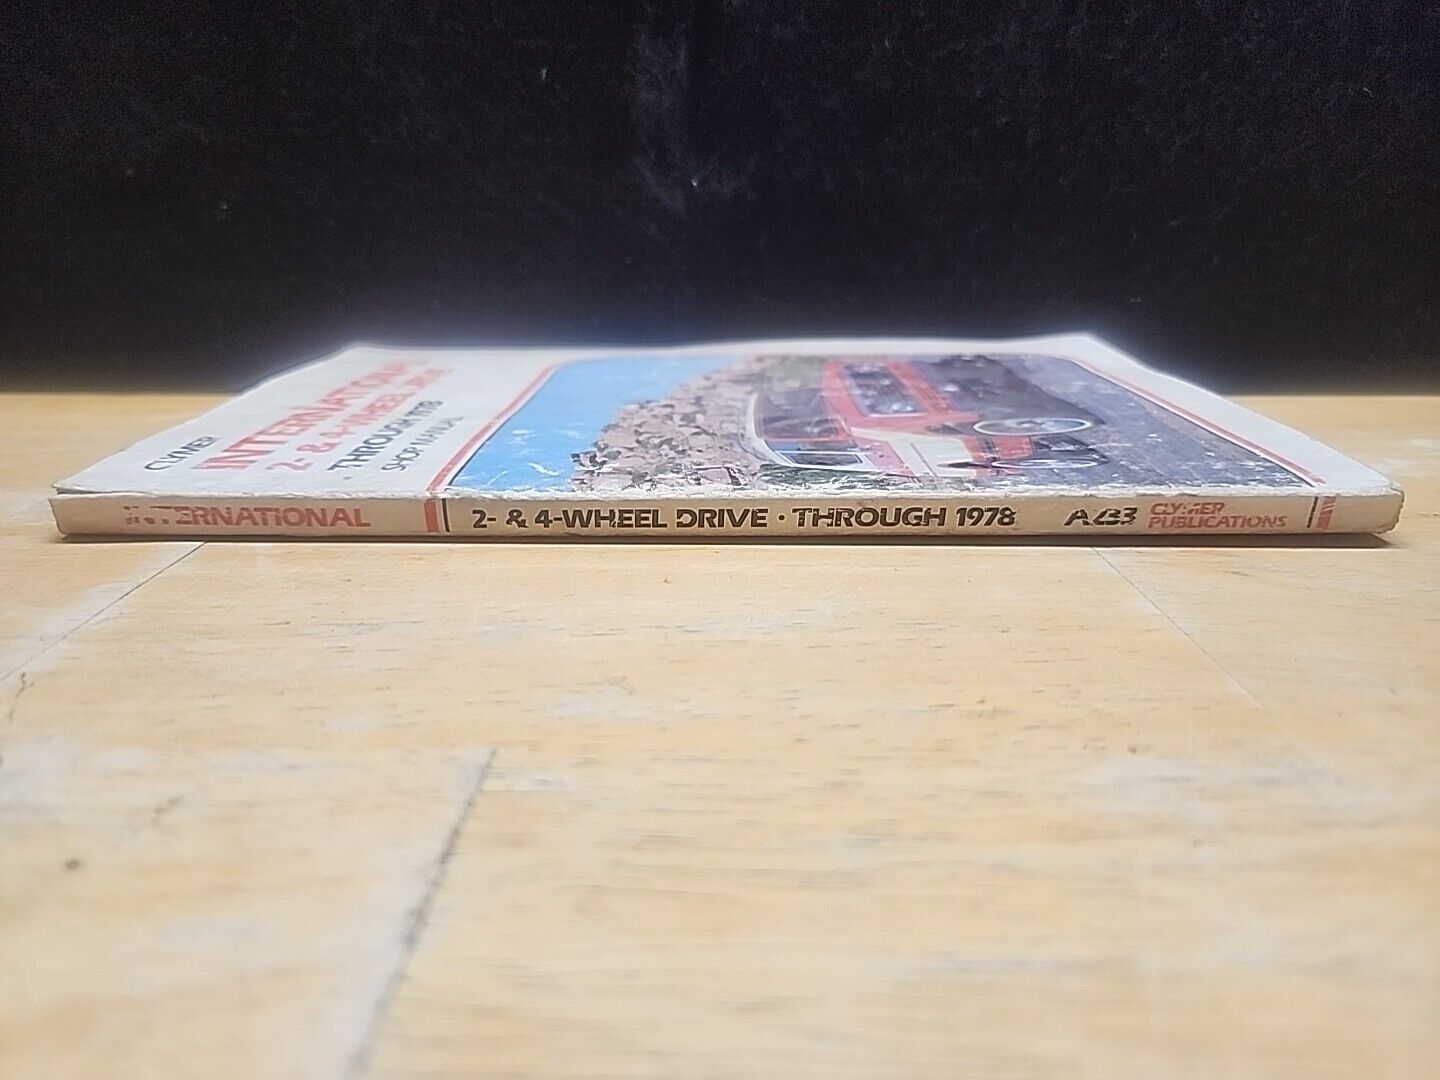 CLYMER
INTERNATIONAL
2- & 4-WHEEL DRIVE
THROUGH 1978
SHOP MANUAL
INTERNATIONAL
2- & 4-WHEEL DRIVE · THROUGH 1978
CLYMER
PUBLICATIONS